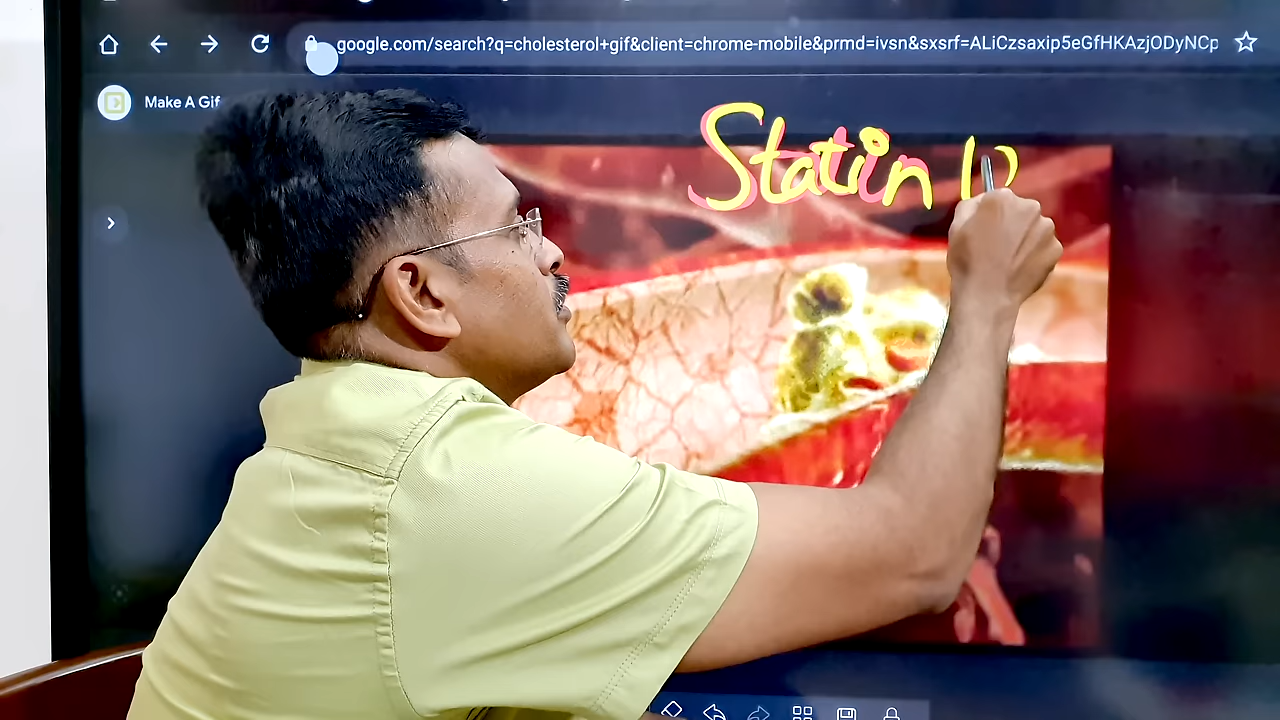 google.com/search?q=cholesterol+gif&client=chrome-mobile&prmd=ivsn&sxsrf=ALiCzsaxip5eGfHKAzjODyNCp
Make A Gif
Statin